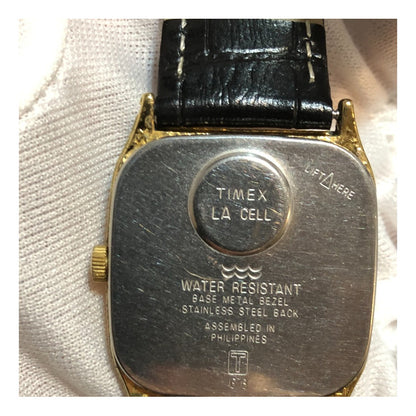 TIMEX
LA CELL
LIFT HERE
WATER RESISTANT
BASE METAL BEZEL
STAINLESS STEEL BACK
ASSEMBLED IN
PHILIPPINES
T